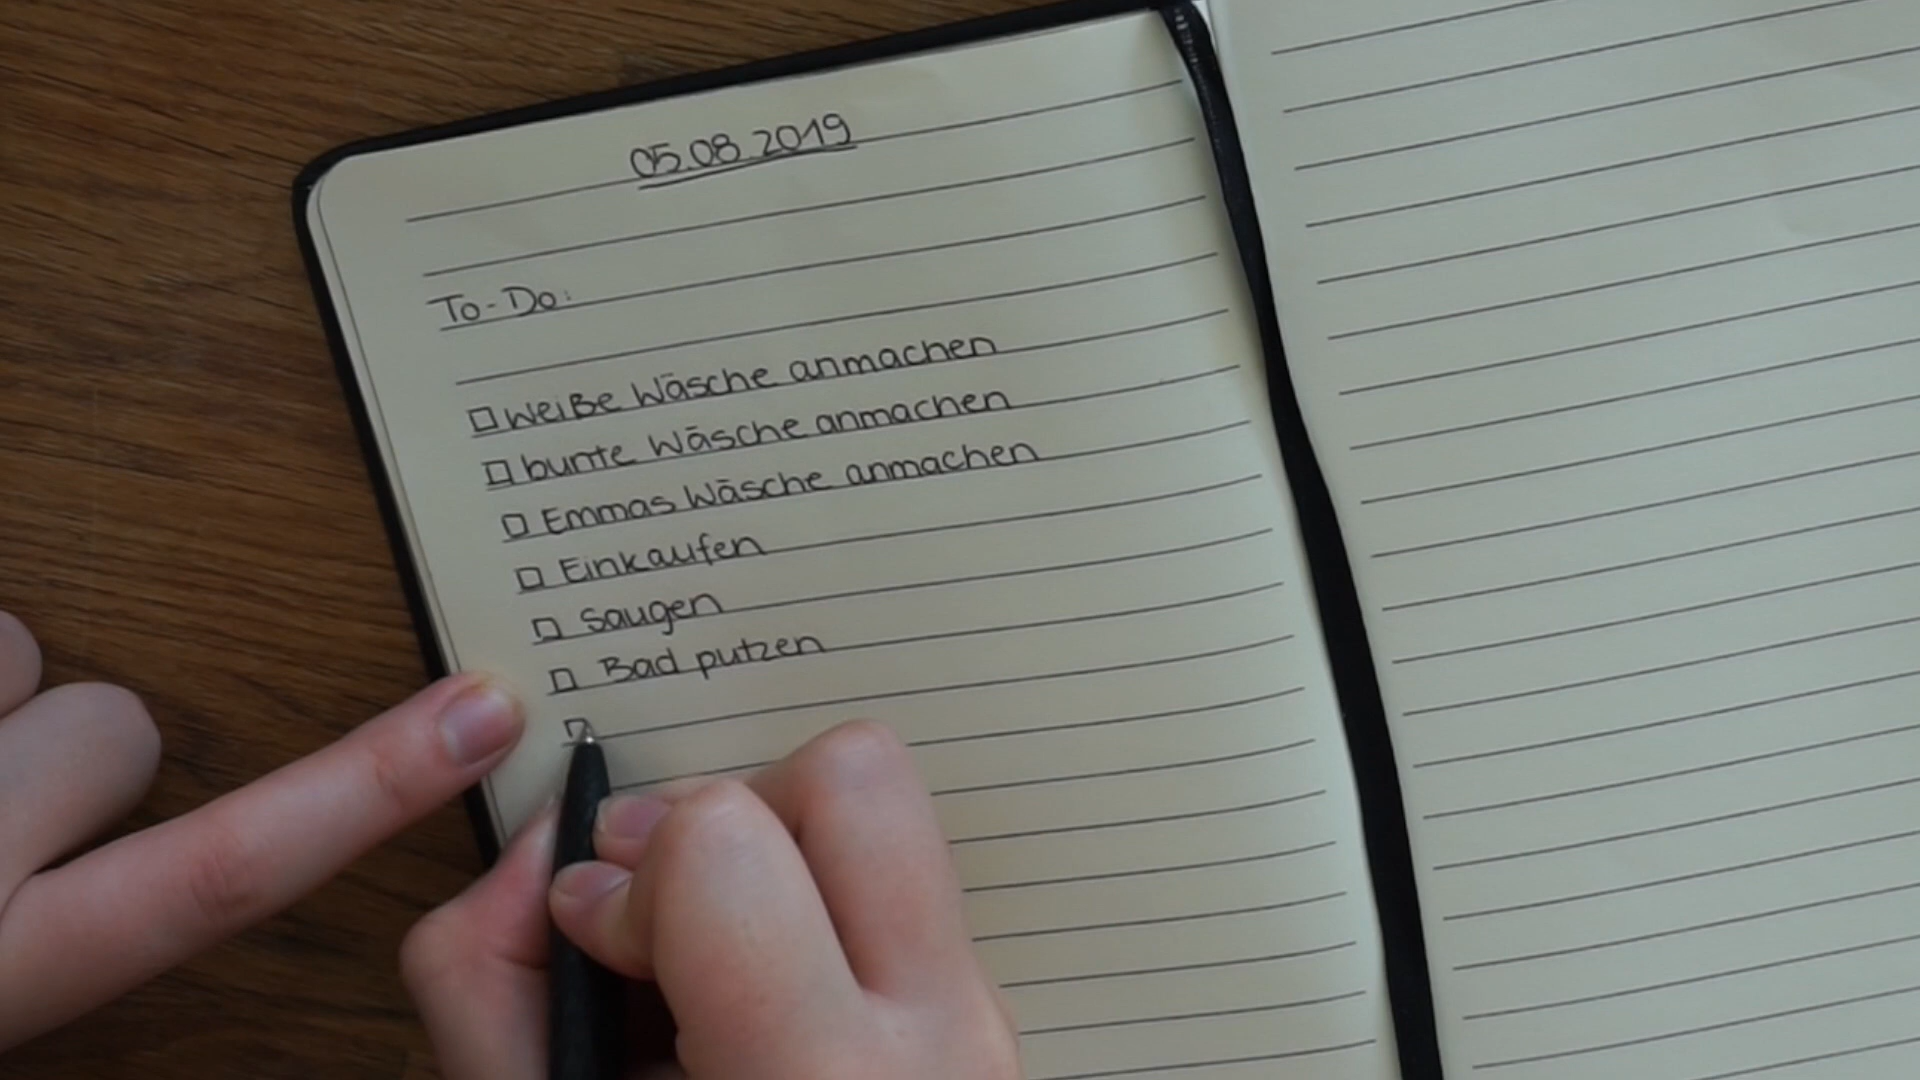 05.08.2019
To-Do:
□ weiße Wäsche anmachen
□ bunte Wäsche anmachen
□ Emmas Wäsche anmachen
□ Einkaufen
□ Saugen
□ Bad putzen
□